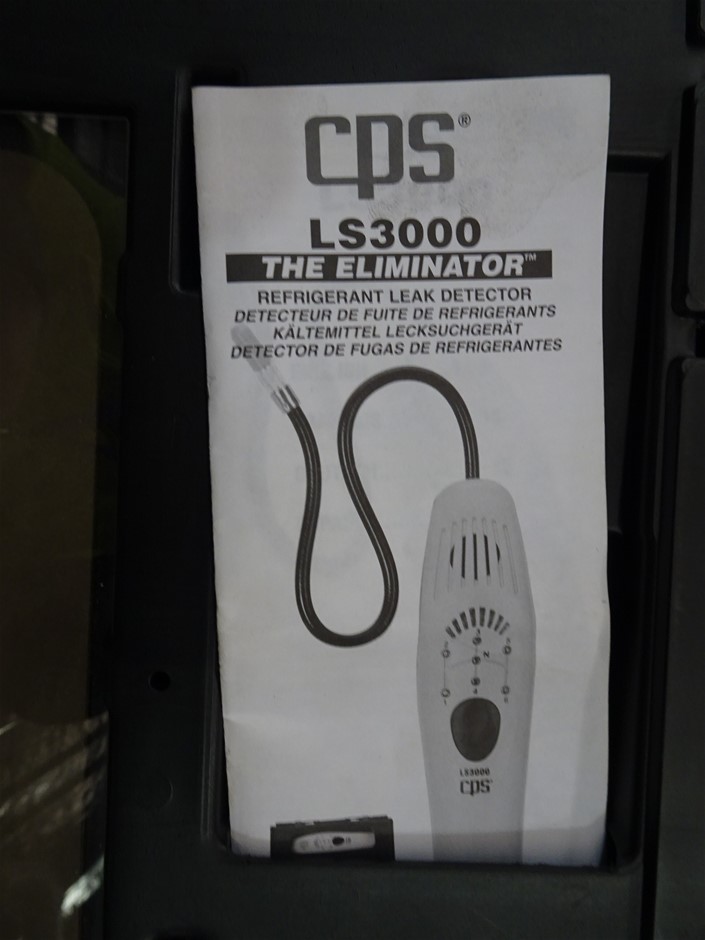 CPS®
LS3000
THE ELIMINATOR™
REFRIGERANT LEAK DETECTOR
DETECTEUR DE FUITE DE REFRIGERANTS
KÄLTEMITTEL LECKSUCHGERÄT
DETECTOR DE FUGAS DE REFRIGERANTES
LS3000
CPS